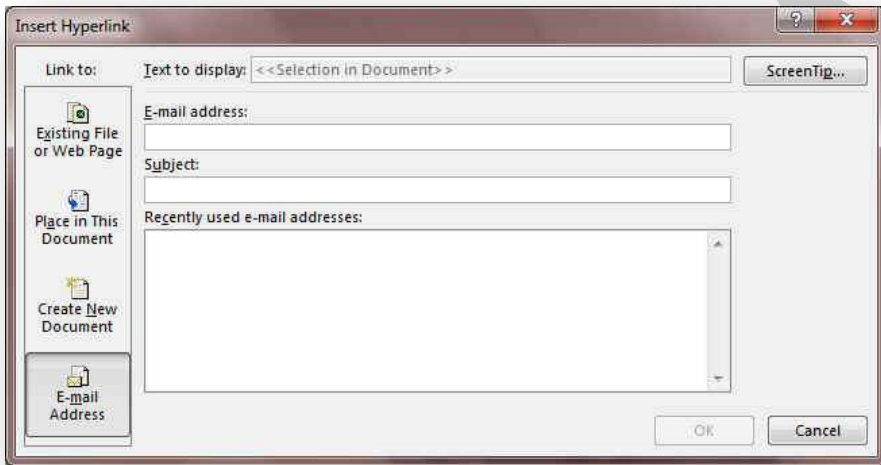 Insert Hyperlink
?
Link to:
Text to display: <<Selection in Document>>
ScreenTip...
Existing File
or Web Page
E-mail address:
Subject:
Place in This
Document
Recently used e-mail addresses:
Create New
Document
E-mail
Address
OK
Cancel